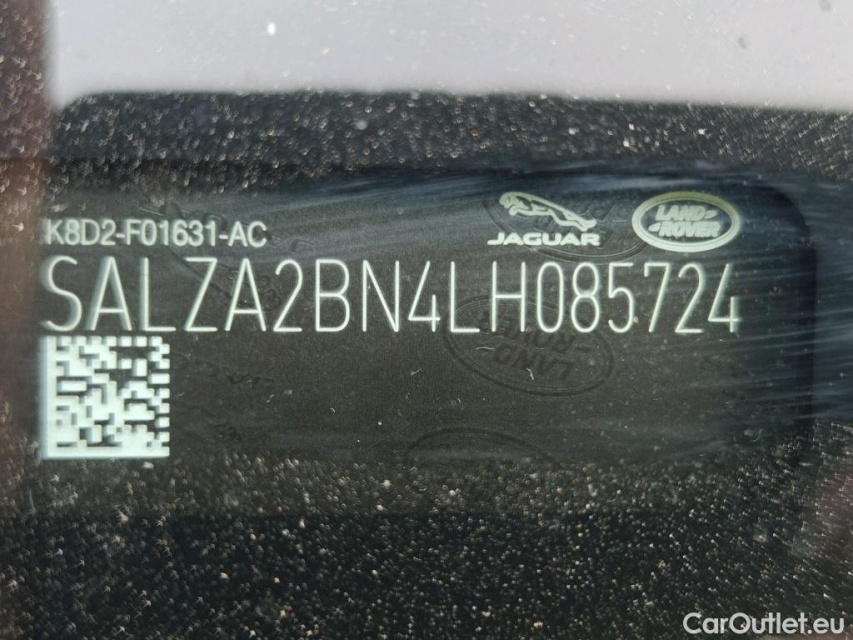 K8D2-F01631-AC
JAGUAR
LAND ROVER
SALZA2BN4LH085724
CarOutlet.eu